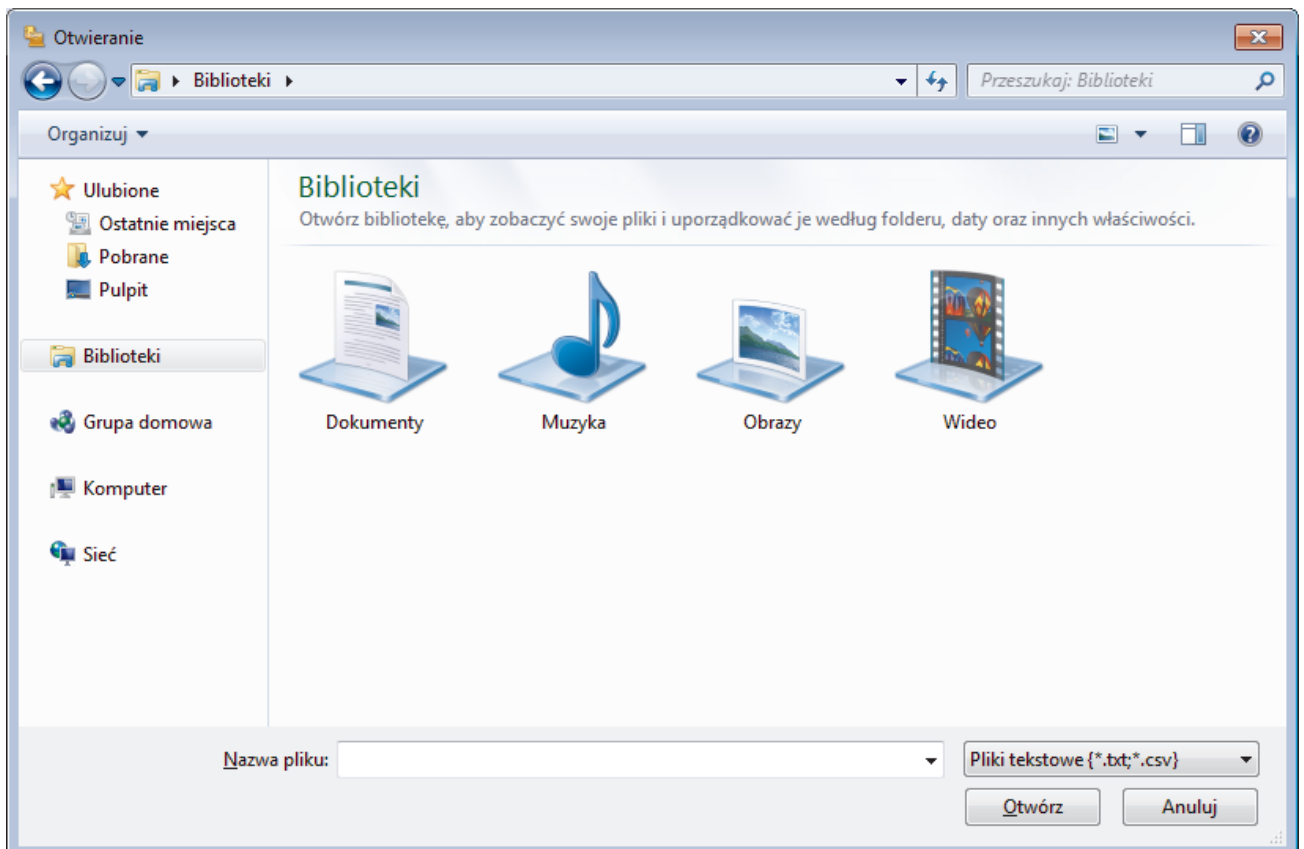 Otwieranie
Biblioteki
Przeszukaj: Biblioteki
Organizuj
Ulubione
Ostatnie miejsca
Pobrane
Pulpit
Biblioteki
Grupa domowa
Komputer
Sieć
Biblioteki
Otwórz bibliotekę, aby zobaczyć swoje pliki i uporządkować je według folderu, daty oraz innych właściwości.
Dokumenty
Muzyka
Obrazy
Wideo
Nazwa pliku:
Pliki tekstowe {*.txt;*.csv}
Otwórz
Anuluj